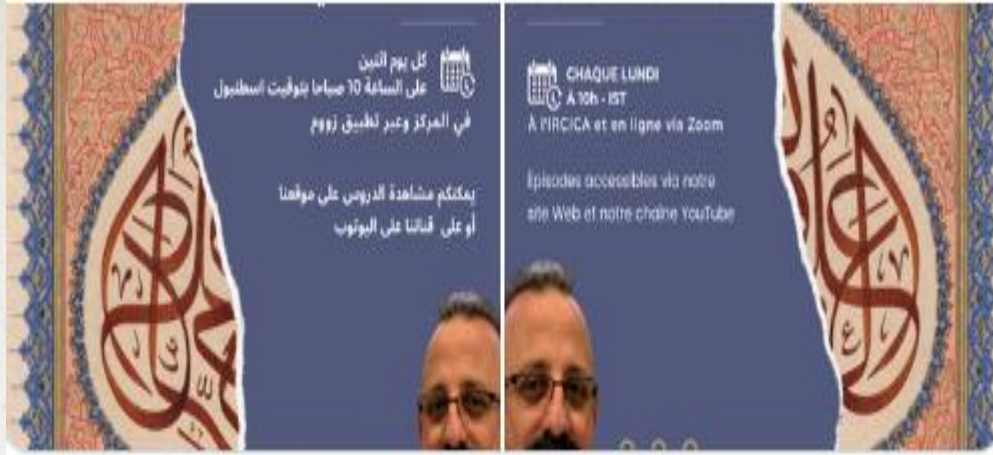 كل يوم اثنين
على الساعة 10 صباحا بتوقيت اسطنبول
في المركز وعبر تطبيق زووم
يمكنكم مشاهدة الدروس على موقعنا
أو على قناتنا على اليوتوب
CHAQUE LUNDI
À 10h - IST
À l'IRCICA et en ligne via Zoom
Épisodes accessibles via notre
site Web et notre chaîne YouTube